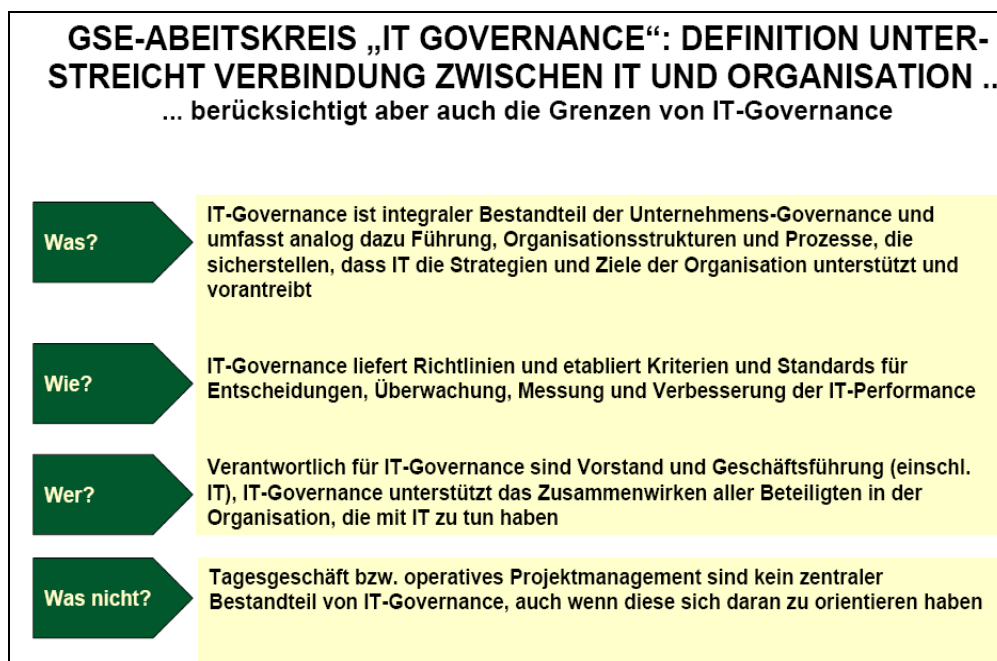 GSE-ABEITSKREIS „IT GOVERNANCE“: DEFINITION UNTER-
STREICHT VERBINDUNG ZWISCHEN IT UND ORGANISATION ..
... berücksichtigt aber auch die Grenzen von IT-Governance
Was?
IT-Governance ist integraler Bestandteil der Unternehmens-Governance und
umfasst analog dazu Führung, Organisationsstrukturen und Prozesse, die
sicherstellen, dass IT die Strategien und Ziele der Organisation unterstützt und
vorantreibt
Wie?
IT-Governance liefert Richtlinien und etabliert Kriterien und Standards für
Entscheidungen, Überwachung, Messung und Verbesserung der IT-Performance
Wer?
Verantwortlich für IT-Governance sind Vorstand und Geschäftsführung (einschl.
IT), IT-Governance unterstützt das Zusammenwirken aller Beteiligten in der
Organisation, die mit IT zu tun haben
Was nicht?
Tagesgeschäft bzw. operatives Projektmanagement sind kein zentraler
Bestandteil von IT-Governance, auch wenn diese sich daran zu orientieren haben